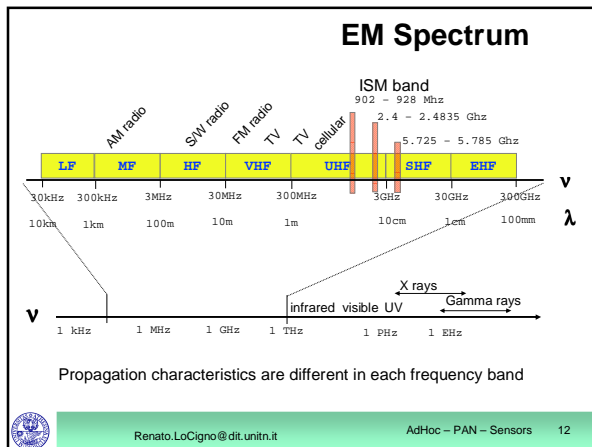 EM Spectrum
ISM band
902 – 928 Mhz
2.4 – 2.4835 Ghz
5.725 – 5.785 Ghz
AM radio S/W radio FM radio TV TV cellular
LF MF HF VHF UHF SHF EHF
ν
30kHz 300kHz 3MHz 30MHz 300MHz 3GHz 30GHz 300GHz
10km 1km 100m 10m 1m 10cm 1cm 100mm λ
X rays
infrared visible UV Gamma rays
ν
1 kHz 1 MHz 1 GHz 1 THz 1 PHz 1 EHz
Propagation characteristics are different in each frequency band
Renato.LoCigno@dit.unitn.it AdHoc – PAN – Sensors 12